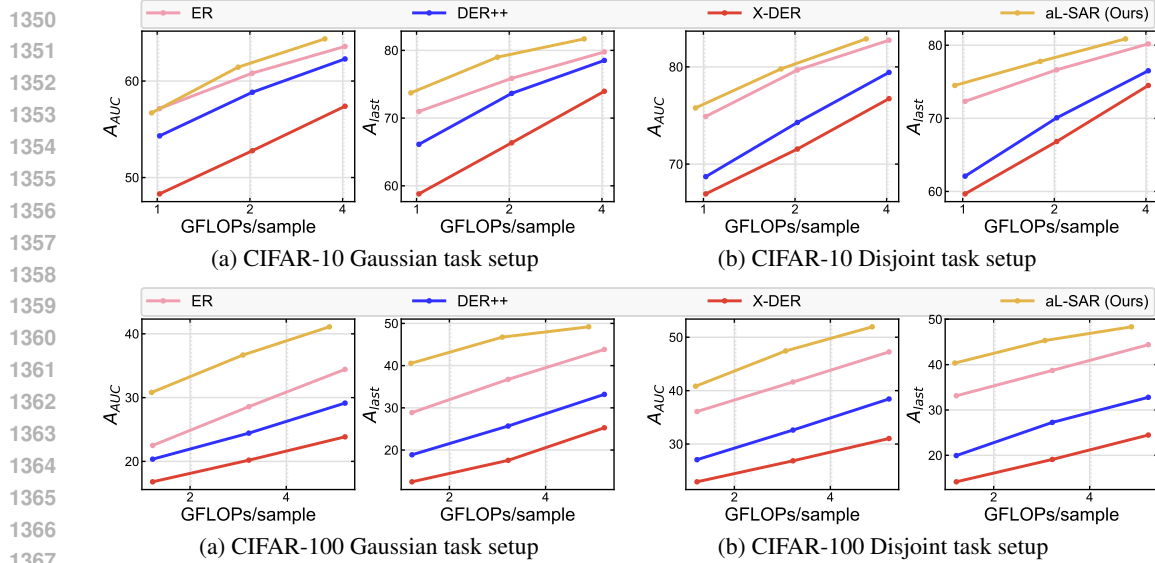 1350
1351
1352
1353
1354
1355
1356
1357
1358
1359
1360
1361
1362
1363
1364
1365
1366
1367
ER DER++ X-DER aL-SAR (Ours)
A_AUC
60
50
1 2 4
GFLOPs/sample
A_last
80
70
60
1 2 4
GFLOPs/sample
(a) CIFAR-10 Gaussian task setup
A_AUC
80
70
1 2 4
GFLOPs/sample
A_last
80
70
60
1 2 4
GFLOPs/sample
(b) CIFAR-10 Disjoint task setup
ER DER++ X-DER aL-SAR (Ours)
A_AUC
40
30
20
2 4
GFLOPs/sample
A_last
50
40
30
20
2 4
GFLOPs/sample
(a) CIFAR-100 Gaussian task setup
A_AUC
50
40
30
2 4
GFLOPs/sample
A_last
50
40
30
20
2 4
GFLOPs/sample
(b) CIFAR-100 Disjoint task setup